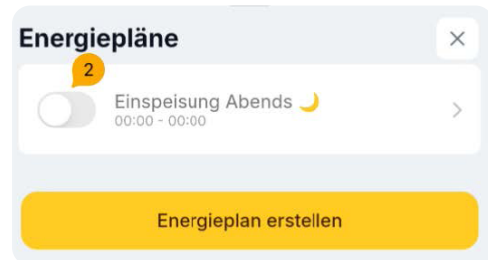 Energiepläne
2
Einspeisung Abends 🌙
00:00 - 00:00
Energieplan erstellen